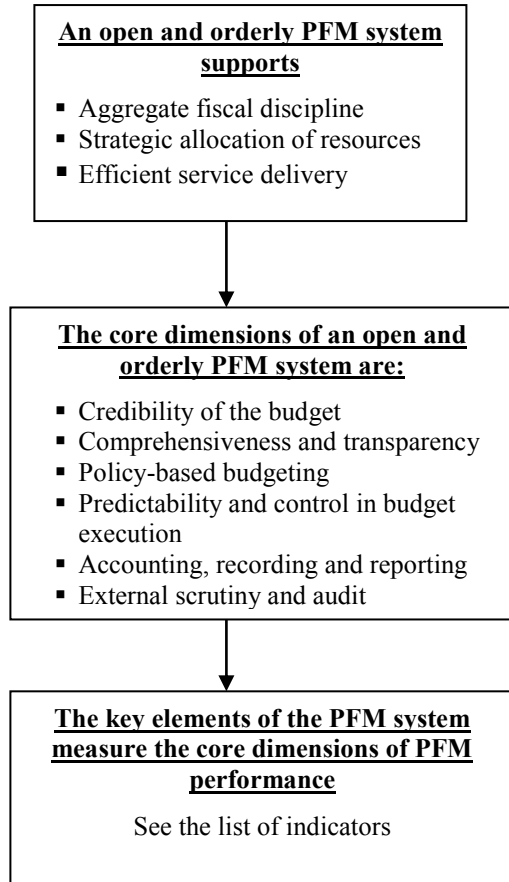 An open and orderly PFM system
supports
▪ Aggregate fiscal discipline
▪ Strategic allocation of resources
▪ Efficient service delivery
The core dimensions of an open and
orderly PFM system are:
▪ Credibility of the budget
▪ Comprehensiveness and transparency
▪ Policy-based budgeting
▪ Predictability and control in budget
execution
▪ Accounting, recording and reporting
▪ External scrutiny and audit
The key elements of the PFM system
measure the core dimensions of PFM
performance
See the list of indicators